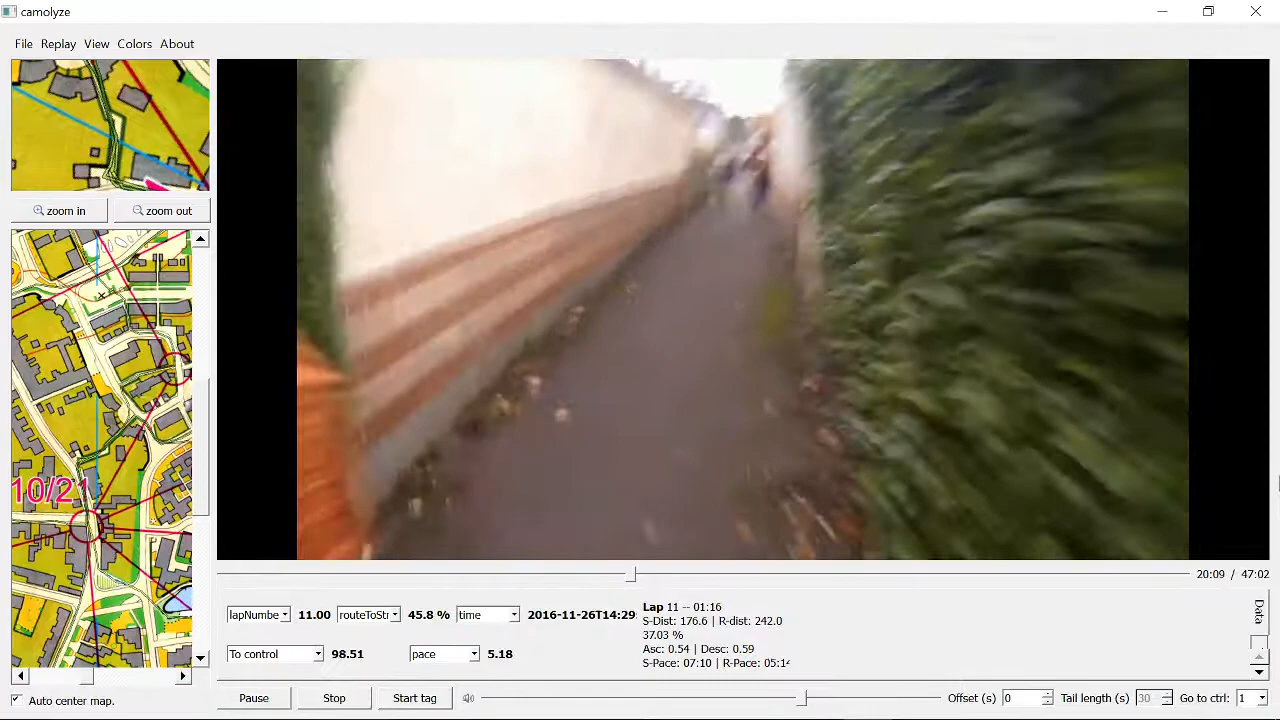 camolyze
File Replay View Colors About
zoom in zoom out
10/21
20:09 / 47:02
lapNumbe 11.00 routeToStr 45.8 % time 2016-11-26T14:29:
To control 98.51 pace 5.18
Lap 11 -- 01:16
S-Dist: 176.6 | R-dist: 242.0
37.03 %
Asc: 0.54 | Desc: 0.59
S-Pace: 07:10 | R-Pace: 05:14
Data
Auto center map.
Pause Stop Start tag Offset (s) 0 Tail length (s) 30 Go to ctrl: 1